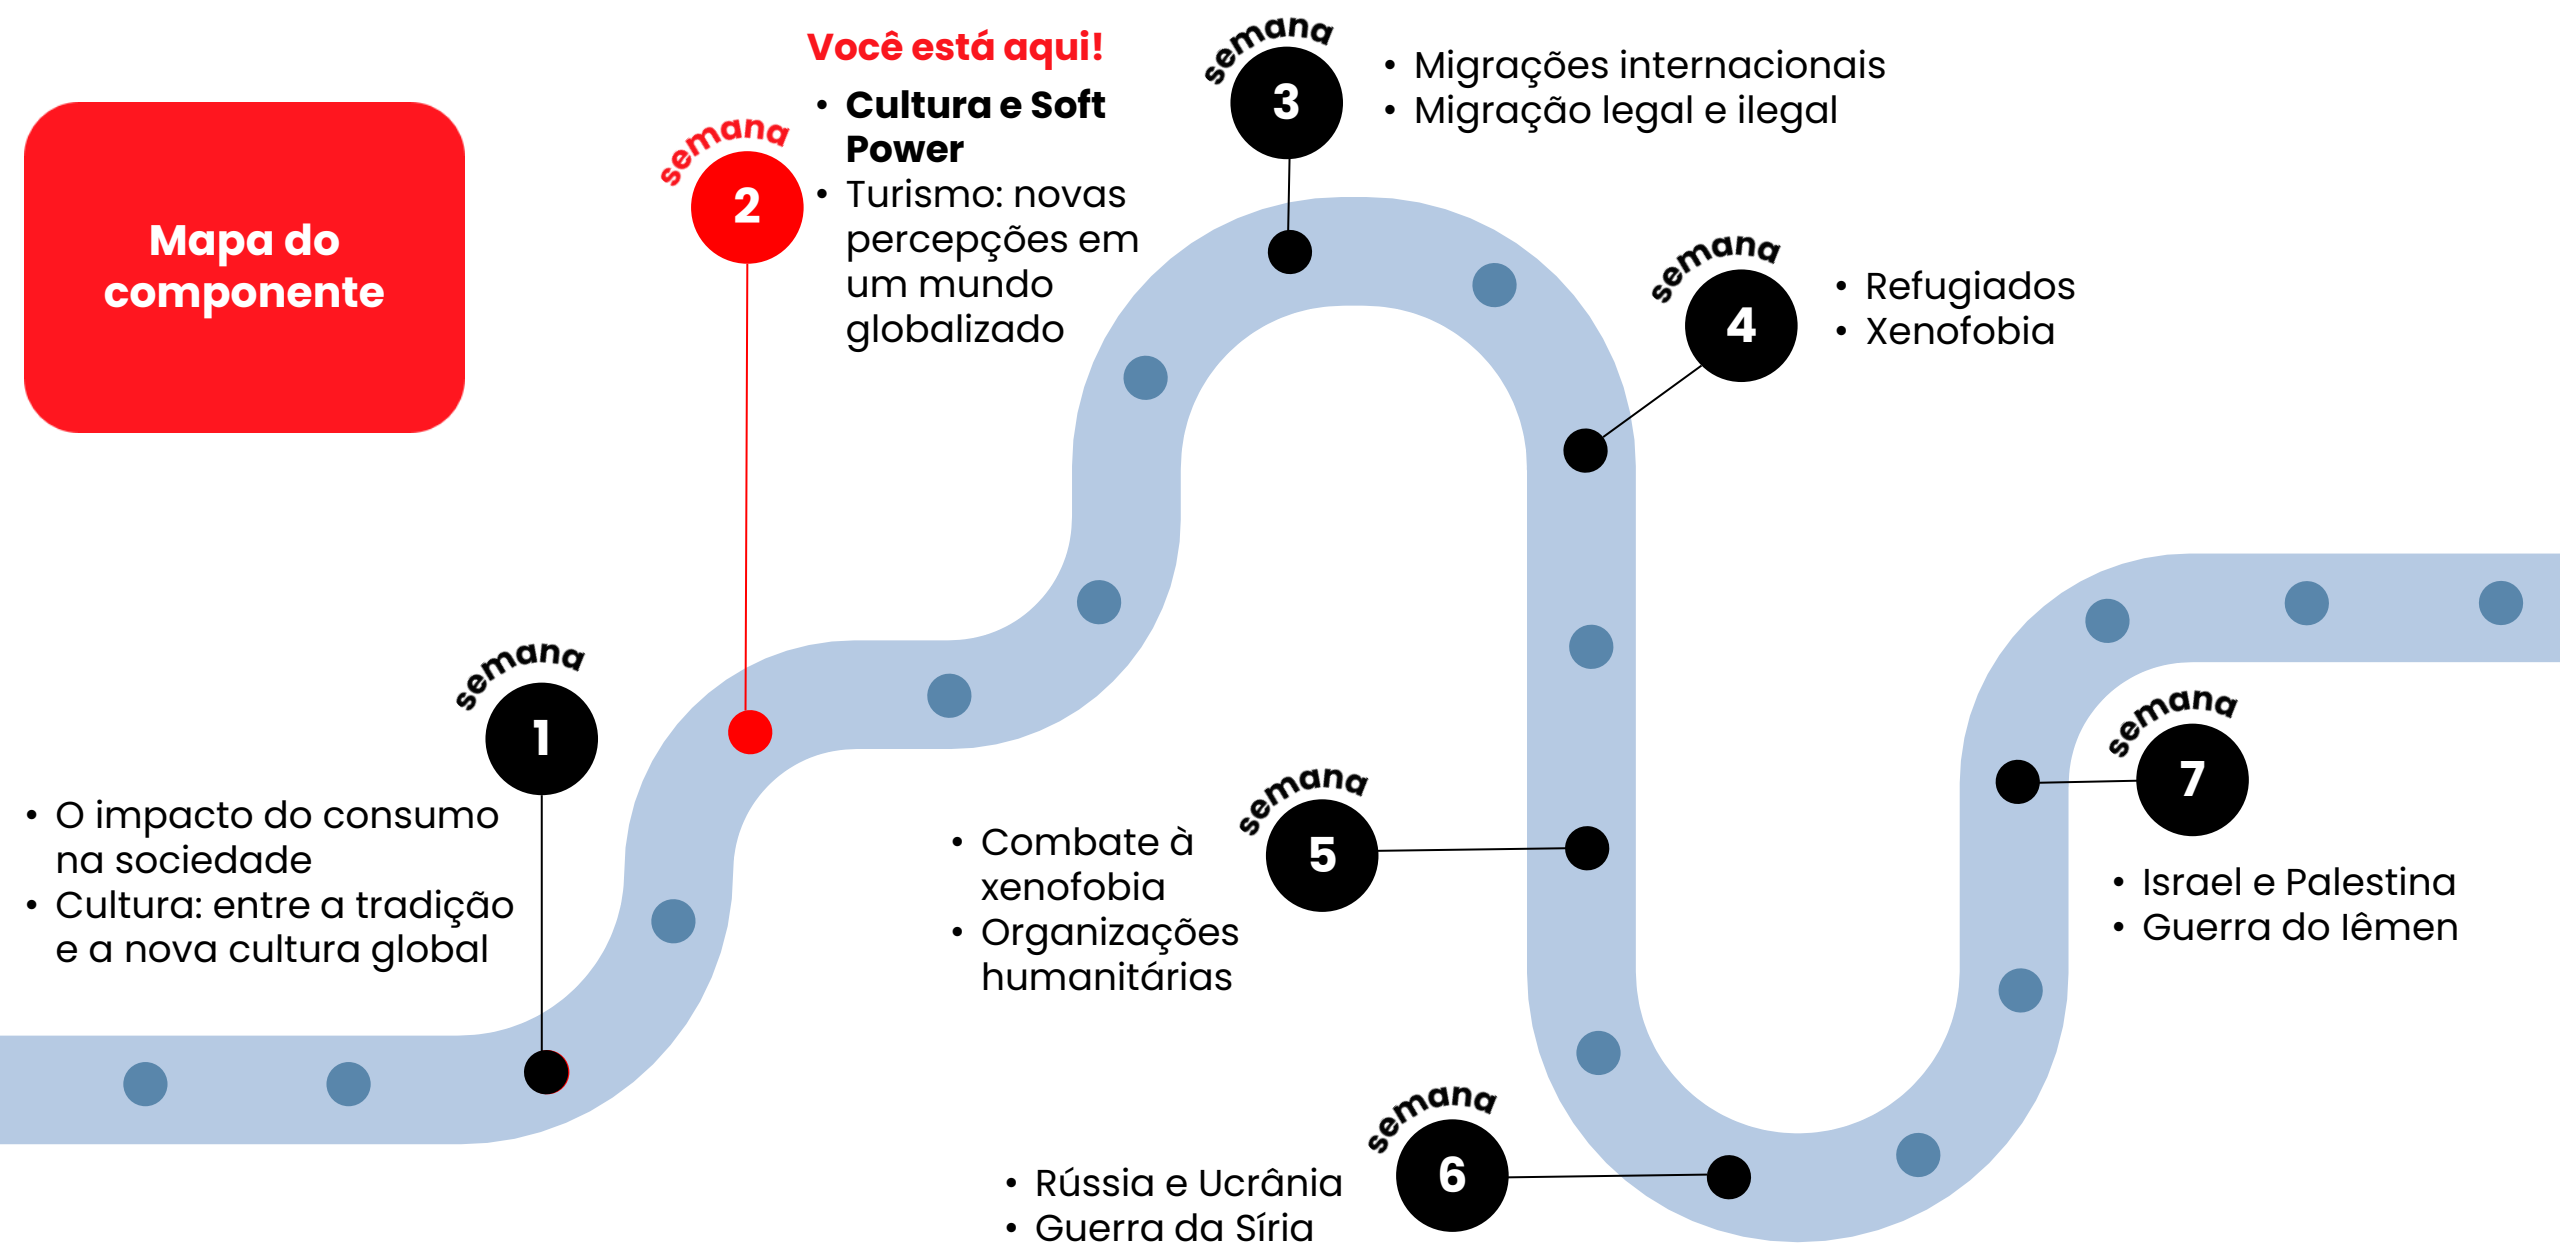 Mapa do
componente
semana
1
• O impacto do consumo
na sociedade
• Cultura: entre a tradição
e a nova cultura global
Você está aqui!
semana
2
• Cultura e Soft
Power
• Turismo: novas
percepções em
um mundo
globalizado
semana
3
• Migrações internacionais
• Migração legal e ilegal
semana
4
• Refugiados
• Xenofobia
semana
5
• Combate à
xenofobia
• Organizações
humanitárias
semana
6
• Rússia e Ucrânia
• Guerra da Síria
semana
7
• Israel e Palestina
• Guerra do Iêmen